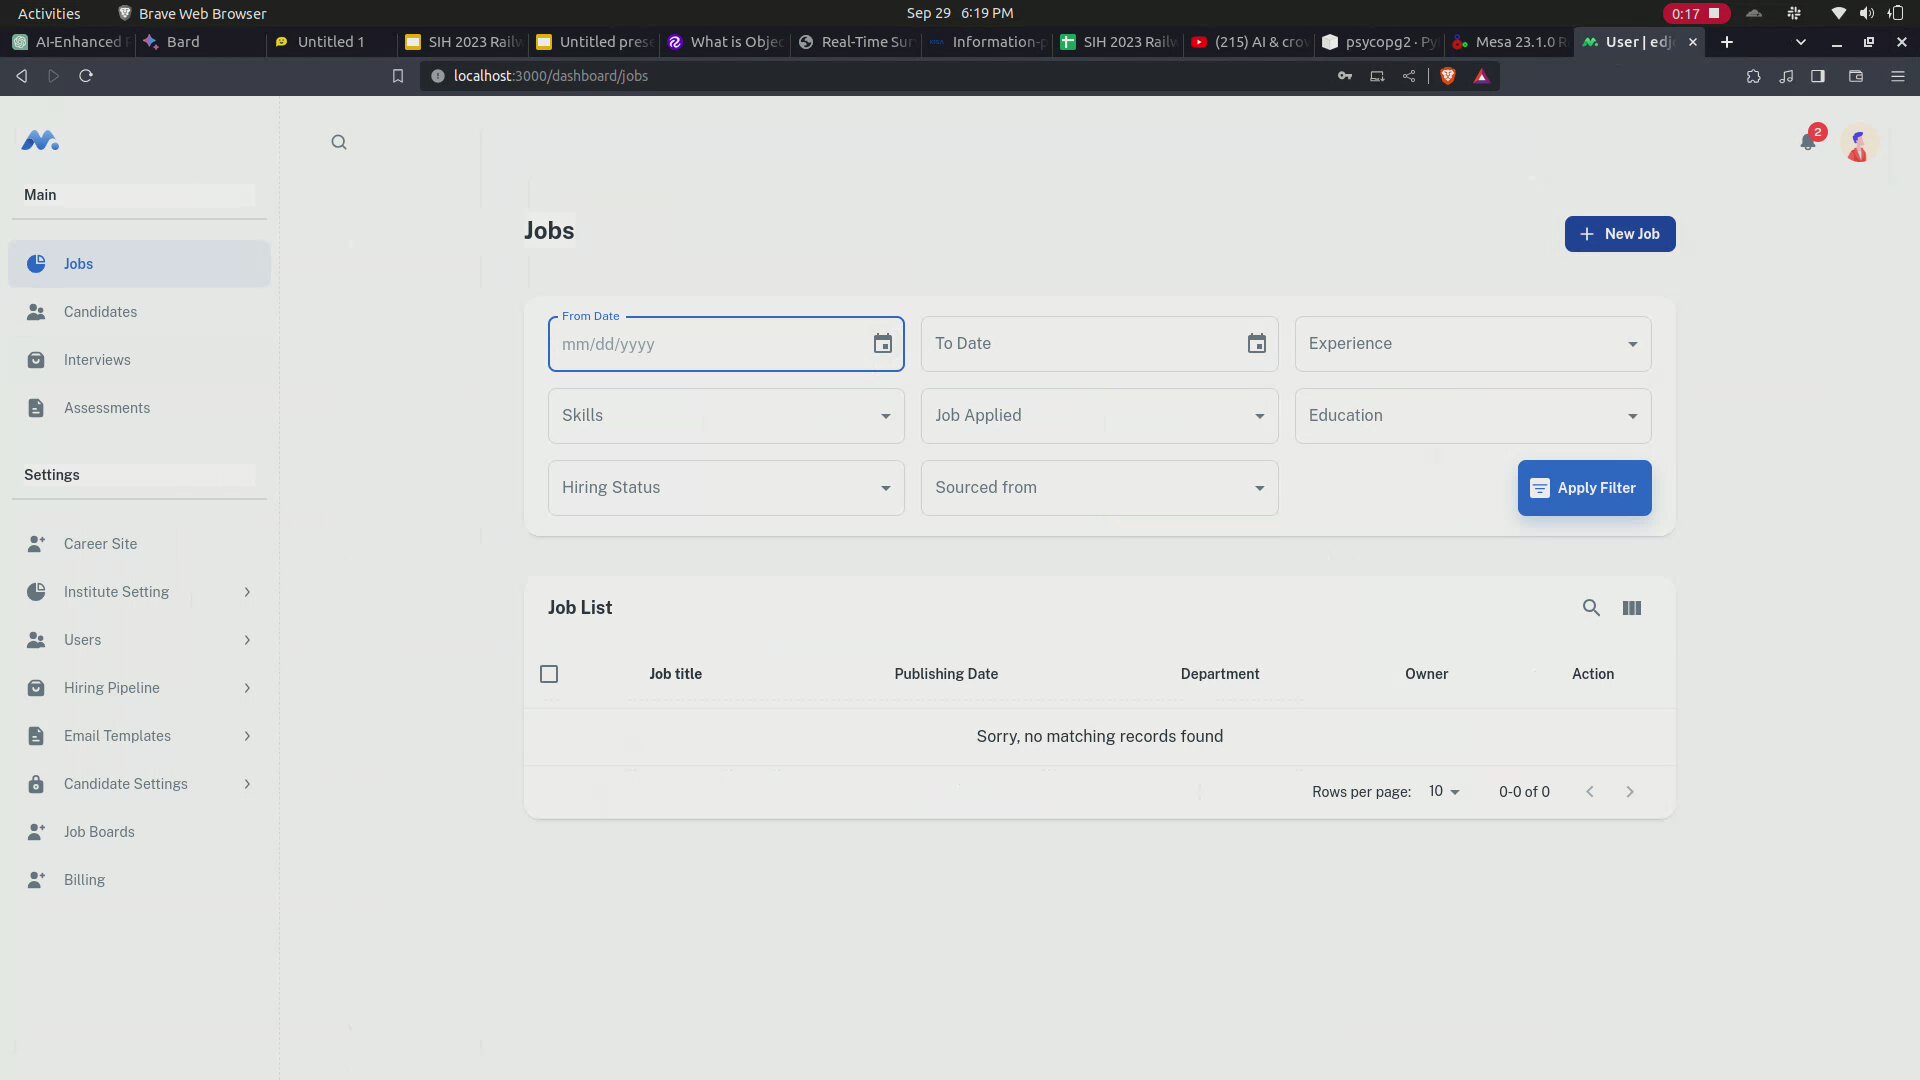 Activities
Brave Web Browser
Sep 29 6:19 PM
0:17
AI-Enhanced
Bard
Untitled 1
SIH 2023 Railw
Untitled prese
What is Objec
Real-Time Sur
Information-p
SIH 2023 Railw
(215) AI & crow
psycopg2 · Py
Mesa 23.1.0 R
User | edj
localhost:3000/dashboard/jobs
2
Main
Jobs
Candidates
Interviews
Assessments
Settings
Career Site
Institute Setting
Users
Hiring Pipeline
Email Templates
Candidate Settings
Job Boards
Billing
Jobs
New Job
From Date
mm/dd/yyyy
To Date
Experience
Skills
Job Applied
Education
Hiring Status
Sourced from
Apply Filter
Job List
Job title
Publishing Date
Department
Owner
Action
Sorry, no matching records found
Rows per page: 10
0-0 of 0